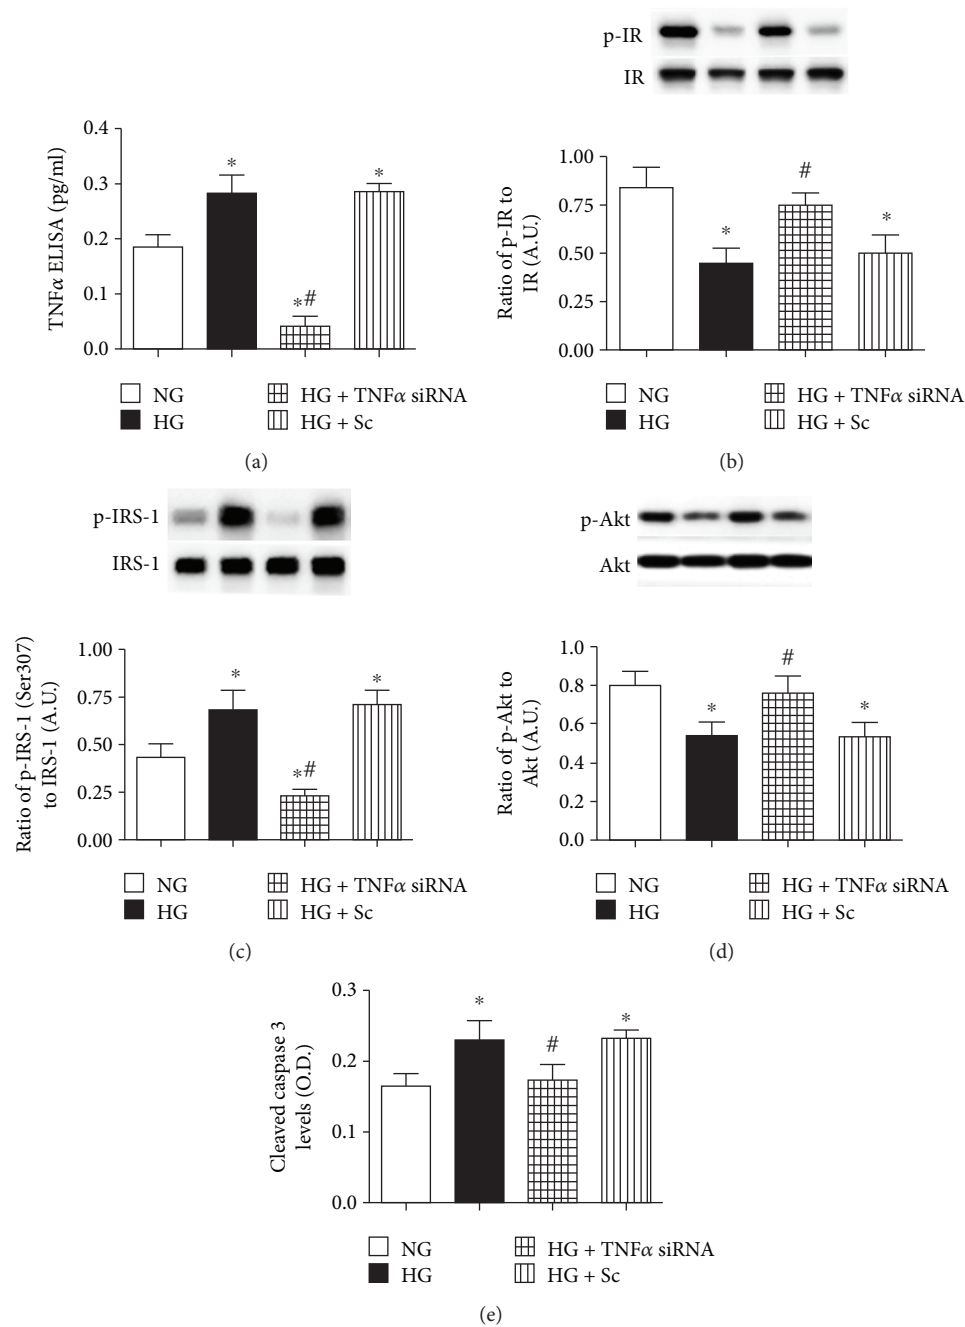 TNFα ELISA (pg/ml)
0.4
0.3
0.2
0.1
0.0
*
*#
*
NG
HG
HG + TNFα siRNA
HG + Sc
(a)
p-IR
IR
Ratio of p-IR to
IR (A.U.)
1.00
0.75
0.50
0.25
0.00
*
#
*
NG
HG
HG + TNFα siRNA
HG + Sc
(b)
p-IRS-1
IRS-1
Ratio of p-IRS-1 (Ser307)
to IRS-1 (A.U.)
1.00
0.75
0.50
0.25
0.00
*
*#
*
NG
HG
HG + TNFα siRNA
HG + Sc
(c)
p-Akt
Akt
Ratio of p-Akt to
Akt (A.U.)
1.0
0.8
0.6
0.4
0.2
0.0
*
#
*
NG
HG
HG + TNFα siRNA
HG + Sc
(d)
Cleaved caspase 3
levels (O.D.)
0.3
0.2
0.1
0.0
*
#
*
NG
HG
HG + TNFα siRNA
HG + Sc
(e)